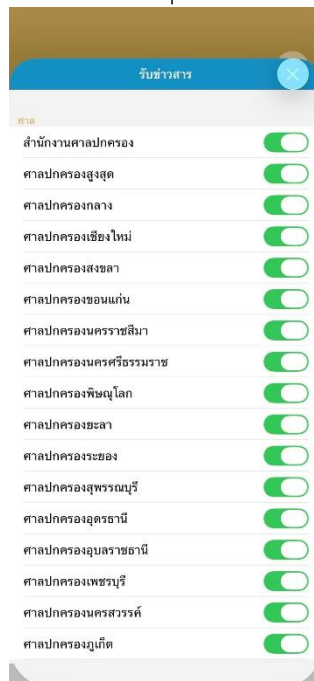 รับข่าวสาร
ศาล
สำนักงานศาลปกครอง
ศาลปกครองสูงสุด
ศาลปกครองกลาง
ศาลปกครองเชียงใหม่
ศาลปกครองสงขลา
ศาลปกครองขอนแก่น
ศาลปกครองนครราชสีมา
ศาลปกครองนครศรีธรรมราช
ศาลปกครองพิษณุโลก
ศาลปกครองยะลา
ศาลปกครองระยอง
ศาลปกครองสุพรรณบุรี
ศาลปกครองอุดรธานี
ศาลปกครองอุบลราชธานี
ศาลปกครองเพชรบุรี
ศาลปกครองนครสวรรค์
ศาลปกครองภูเก็ต